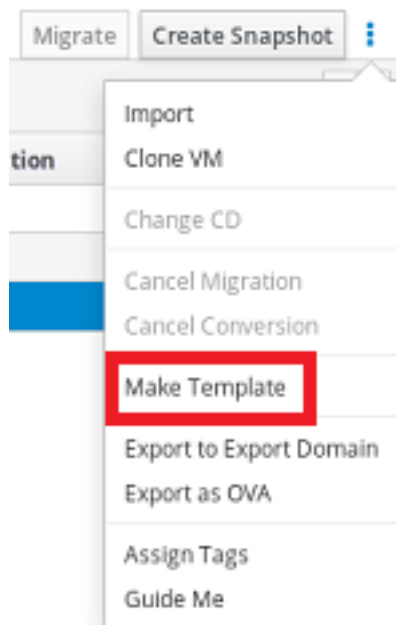 Migrate Create Snapshot
Import
tion
Clone VM
Change CD
Cancel Migration
Cancel Conversion
Make Template
Export to Export Domain
Export as OVA
Assign Tags
Guide Me